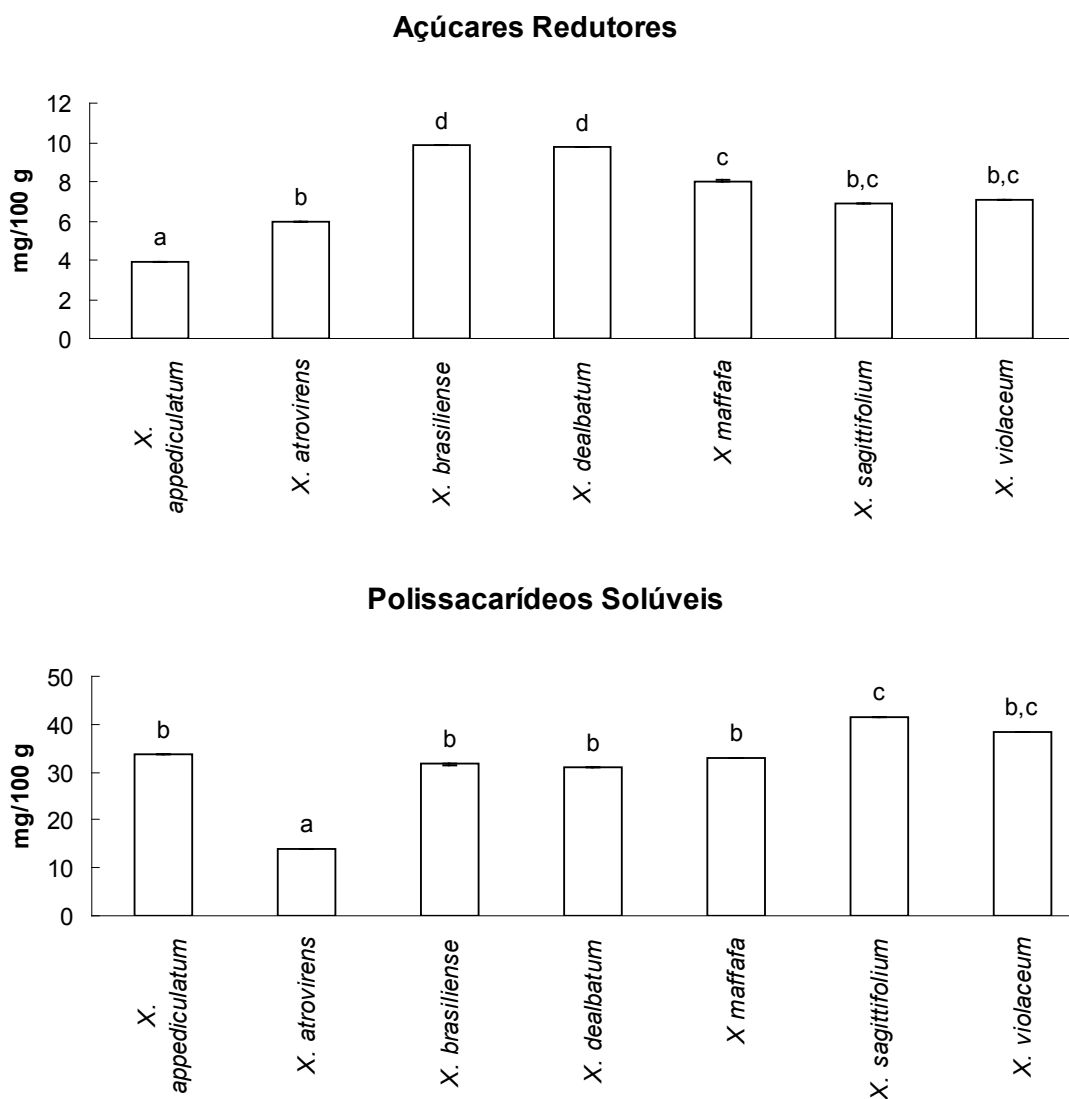 Açúcares Redutores
mg/100 g
12
10
8
6
4
2
0
a
b
d
d
c
b,c
b,c
X.
appediculatum
X. atrovirens
X. brasiliense
X. dealbatum
X maffafa
X. sagittifolium
X. violaceum
Polissacarídeos Solúveis
mg/100 g
50
40
30
20
10
0
b
a
b
b
b
c
b,c
X.
appediculatum
X. atrovirens
X. brasiliense
X. dealbatum
X maffafa
X. sagittifolium
X. violaceum